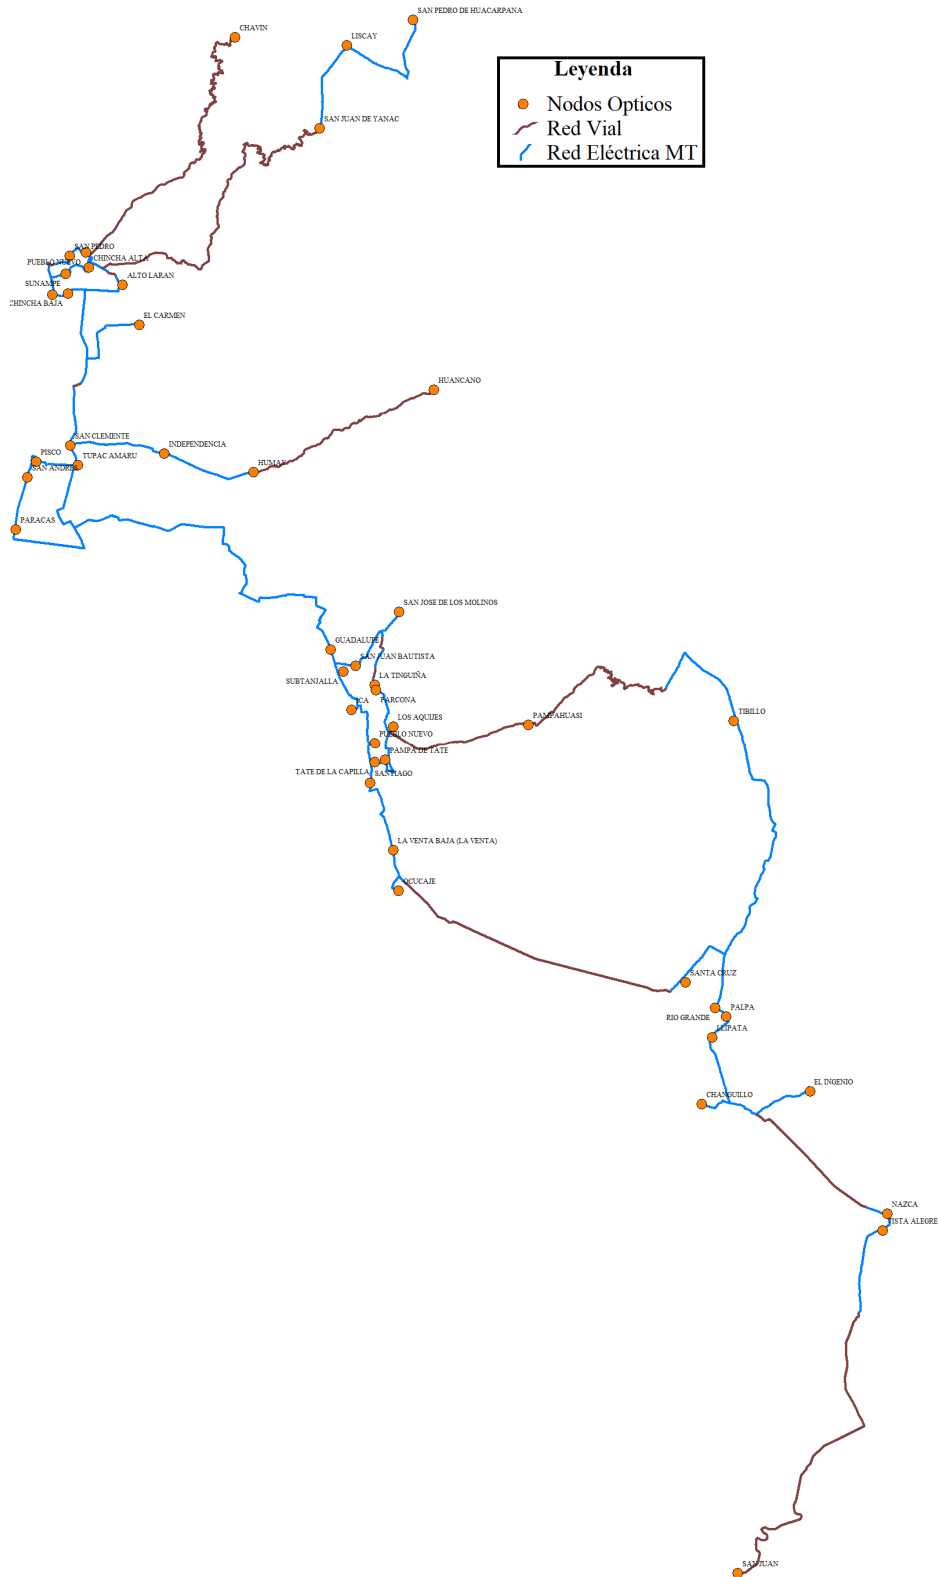 SAN PEDRO DE HUACARPANA
CHAVIN
LISCAY
Leyenda
Nodos Opticos
Red Vial
Red Eléctrica MT
SAN JUAN DE YANAC
SAN PEDRO
CHINCHA ALTA
PUEBLO NUEVO
ALTO LARAN
SUNAMPE
CHINCHA BAJA
EL CARMEN
HUANCANO
SAN CLEMENTE
INDEPENDENCIA
PISCO
TUPAC AMARU
SAN ANDRES
HUMAY
PARACAS
SAN JOSE DE LOS MOLINOS
GUADALUPE
SAN JUAN BAUTISTA
LA TINGUIÑA
SUBTANJALLA
PARCONA
ICA
LOS AQUIJES
PAMPAHUASI
TIBILLO
PUEBLO NUEVO
PAMPA DE TATE
TATE DE LA CAPILLA
SANTIAGO
LA VENTA BAJA (LA VENTA)
OCUCAJE
SANTA CRUZ
PALPA
RIO GRANDE
LLIPATA
EL INGENIO
CHANGUILLO
NAZCA
VISTA ALEGRE
SAN JUAN